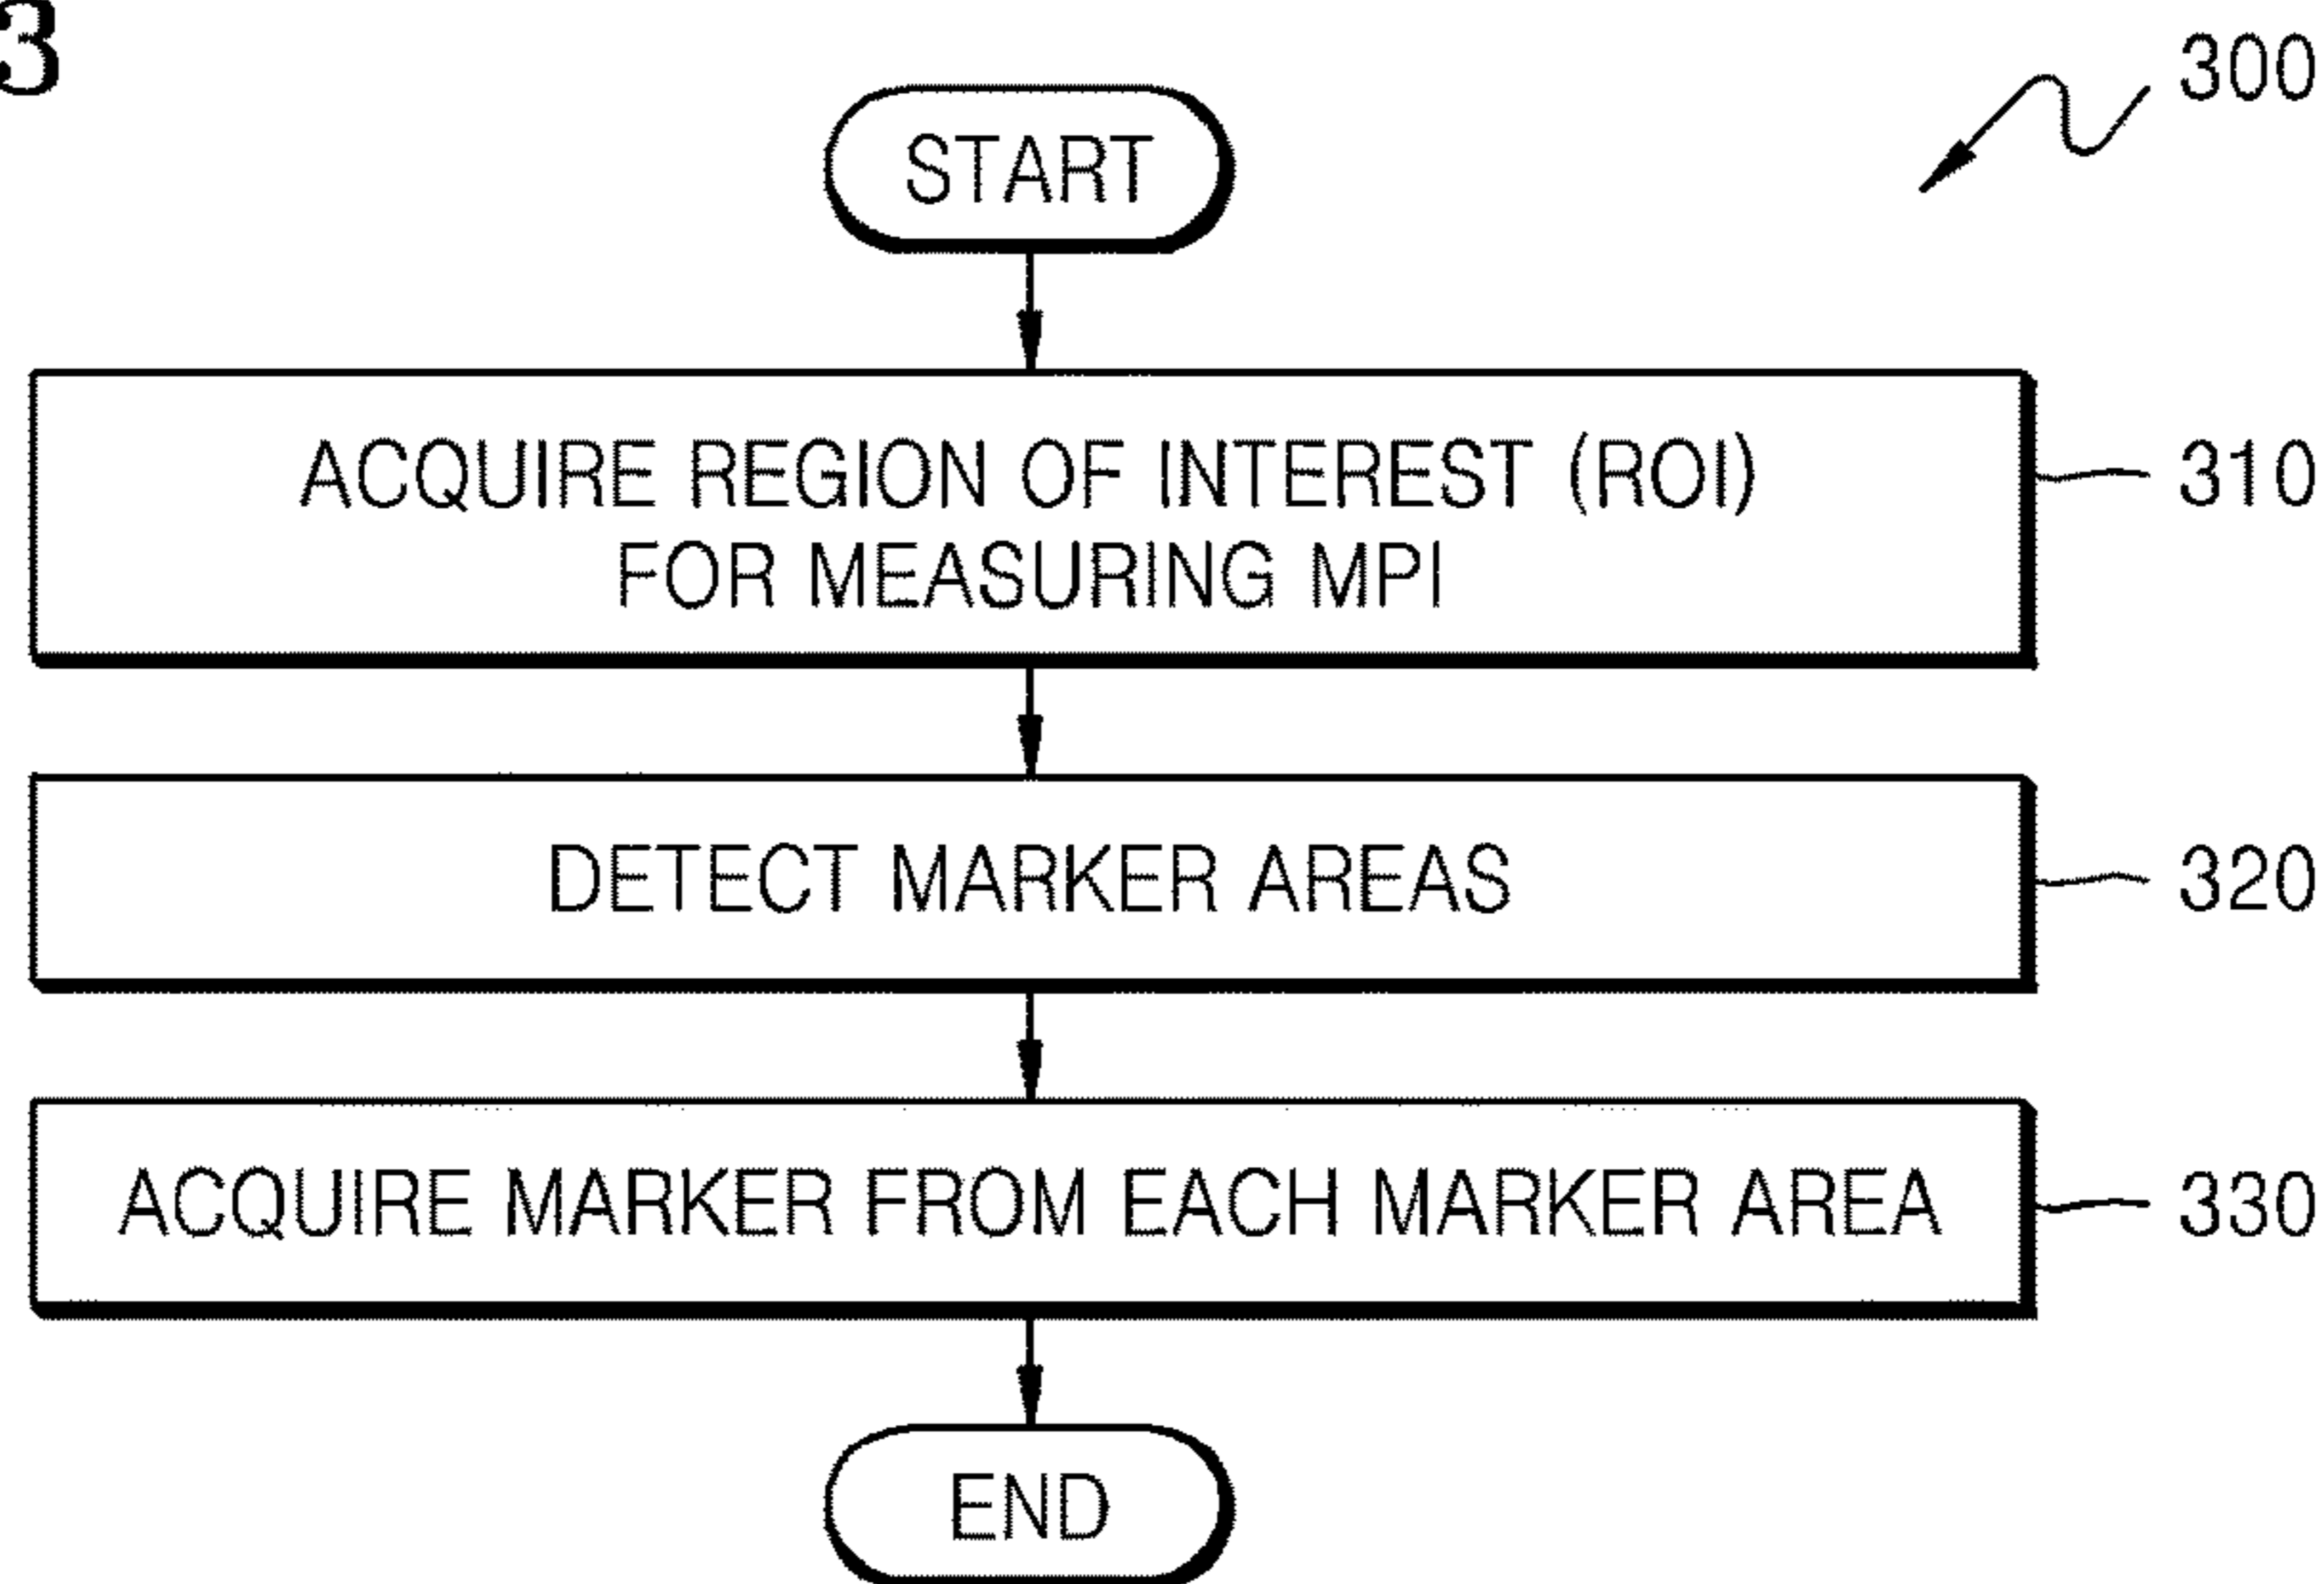 3
300
START
ACQUIRE REGION OF INTEREST (ROI)
FOR MEASURING MPI
310
DETECT MARKER AREAS
320
ACQUIRE MARKER FROM EACH MARKER AREA
330
END